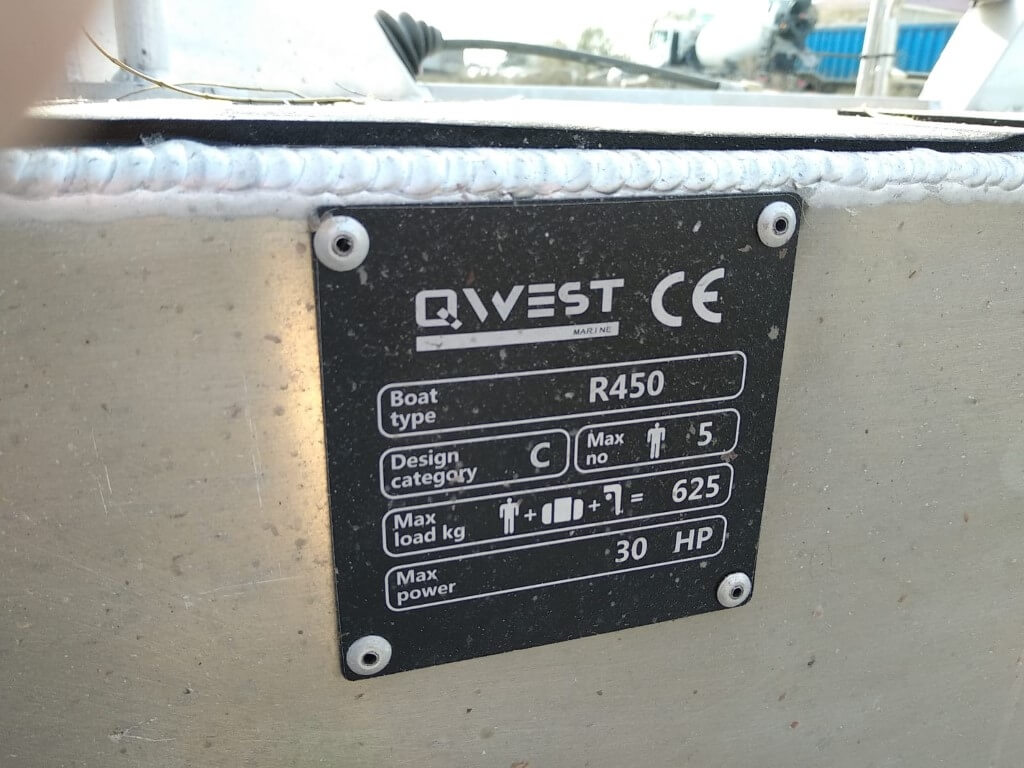 QWEST CE
MARINE
Boat type R450
Design category C Max no 5
Max load kg + + = 625
Max power 30 HP